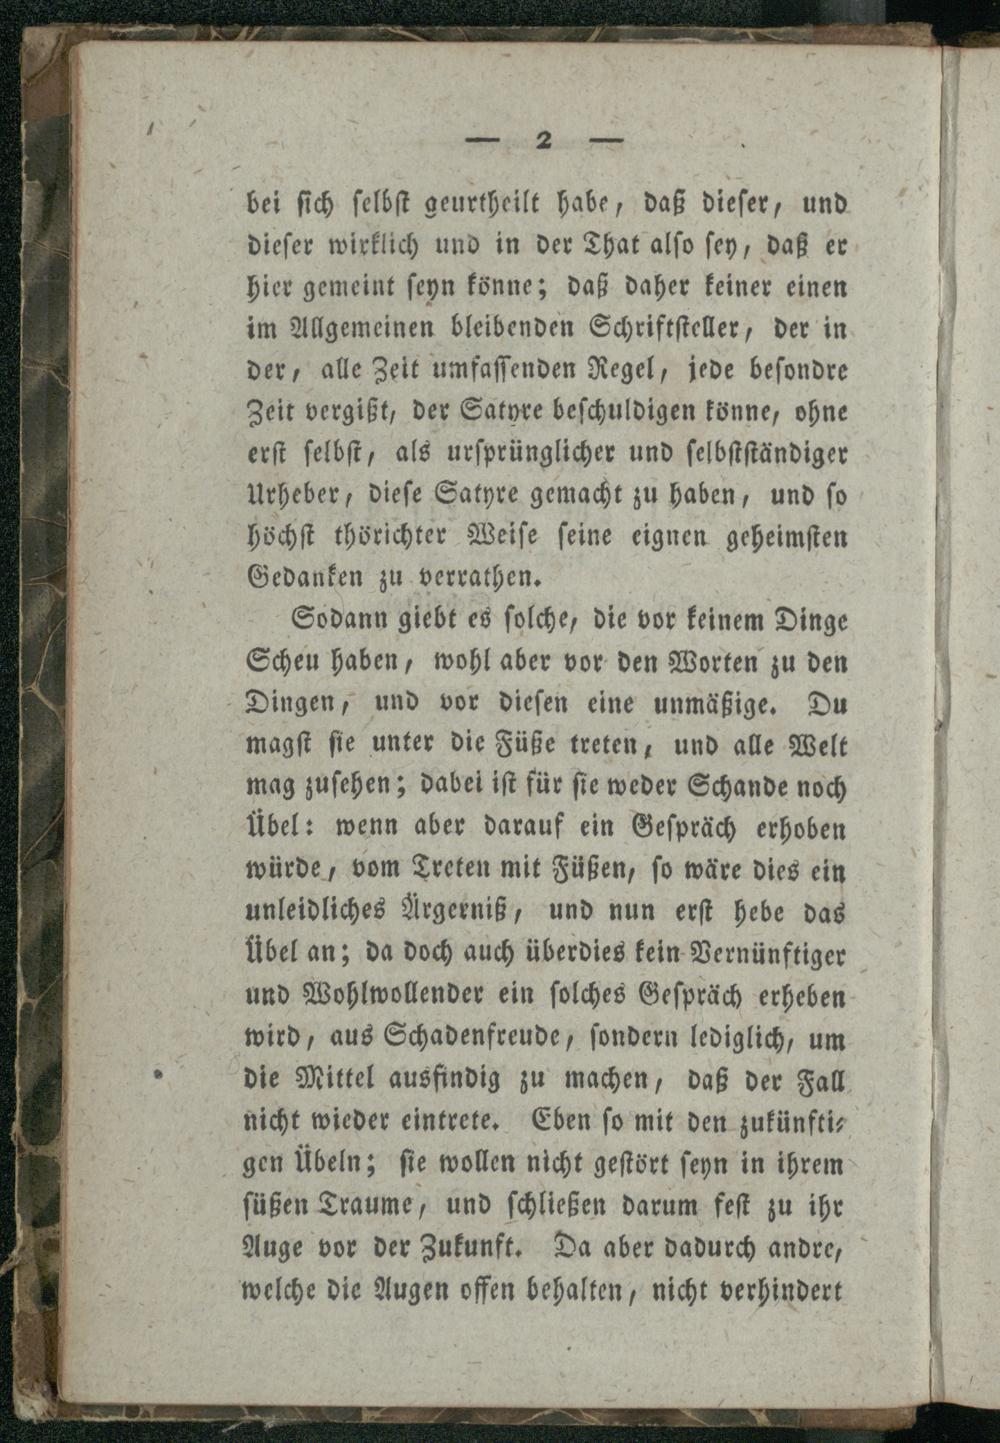 — 2 —
bei sich selbst geurtheilt habe, daß dieser, und
dieser wirklich und in der That also sey, daß er
hier gemeint seyn könne; daß daher keiner einen
im Allgemeinen bleibenden Schriftsteller, der in
der, alle Zeit umfassenden Regel, jede besondre
Zeit vergißt, der Satyre beschuldigen könne, ohne
erst selbst, als ursprünglicher und selbstständiger
Urheber, diese Satyre gemacht zu haben, und so
höchst thörichter Weise seine eignen geheimsten
Gedanken zu verrathen.
Sodann giebt es solche, die vor keinem Dinge
Scheu haben, wohl aber vor den Worten zu den
Dingen, und vor diesen eine unmäßige. Du
magst sie unter die Füße treten, und alle Welt
mag zusehen; dabei ist für sie weder Schande noch
Übel: wenn aber darauf ein Gespräch erhoben
würde, vom Treten mit Füßen, so wäre dies ein
unleidliches Ärgerniß, und nun erst hebe das
Übel an; da doch auch überdies kein Vernünftiger
und Wohlwollender ein solches Gespräch erheben
wird, aus Schadenfreude, sondern lediglich, um
die Mittel ausfindig zu machen, daß der Fall
nicht wieder eintrete. Eben so mit den zukünfti-
gen Übeln; sie wollen nicht gestört seyn in ihrem
süßen Traume, und schließen darum fest zu ihr
Auge vor der Zukunft. Da aber dadurch andre,
welche die Augen offen behalten, nicht verhindert